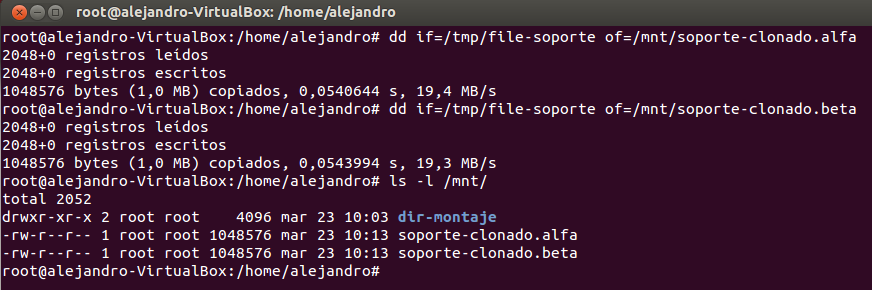 root@alejandro-VirtualBox: /home/alejandro
root@alejandro-VirtualBox:/home/alejandro# dd if=/tmp/file-soporte of=/mnt/soporte-clonado.alfa
2048+0 registros leídos
2048+0 registros escritos
1048576 bytes (1,0 MB) copiados, 0,0540644 s, 19,4 MB/s
root@alejandro-VirtualBox:/home/alejandro# dd if=/tmp/file-soporte of=/mnt/soporte-clonado.beta
2048+0 registros leídos
2048+0 registros escritos
1048576 bytes (1,0 MB) copiados, 0,0543994 s, 19,3 MB/s
root@alejandro-VirtualBox:/home/alejandro# ls -l /mnt/
total 2052
drwxr-xr-x 2 root root    4096 mar 23 10:03 dir-montaje
-rw-r--r-- 1 root root 1048576 mar 23 10:13 soporte-clonado.alfa
-rw-r--r-- 1 root root 1048576 mar 23 10:13 soporte-clonado.beta
root@alejandro-VirtualBox:/home/alejandro#